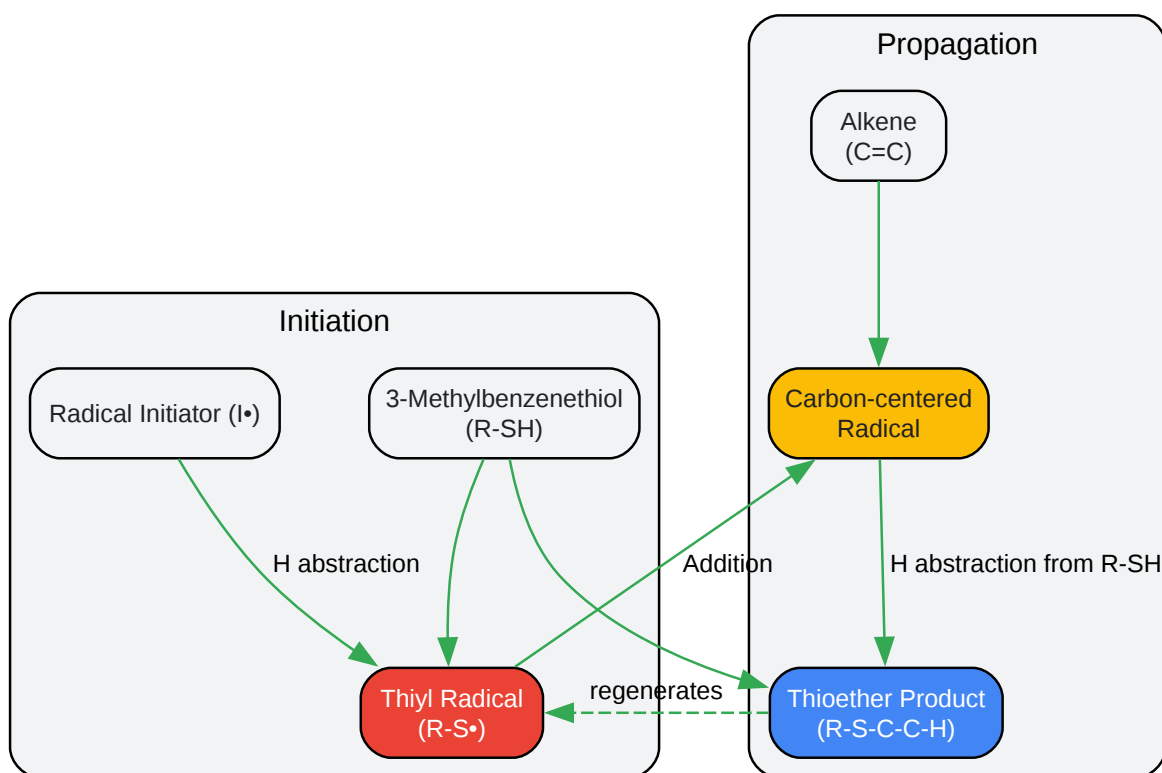 Propagation
Alkene
(C=C)
Initiation
Radical Initiator (I•)
3-Methylbenzenethiol
(R-SH)
Carbon-centered
Radical
H abstraction
Addition
H abstraction from R-SH
Thiyl Radical
(R-S•)
regenerates
Thioether Product
(R-S-C-C-H)